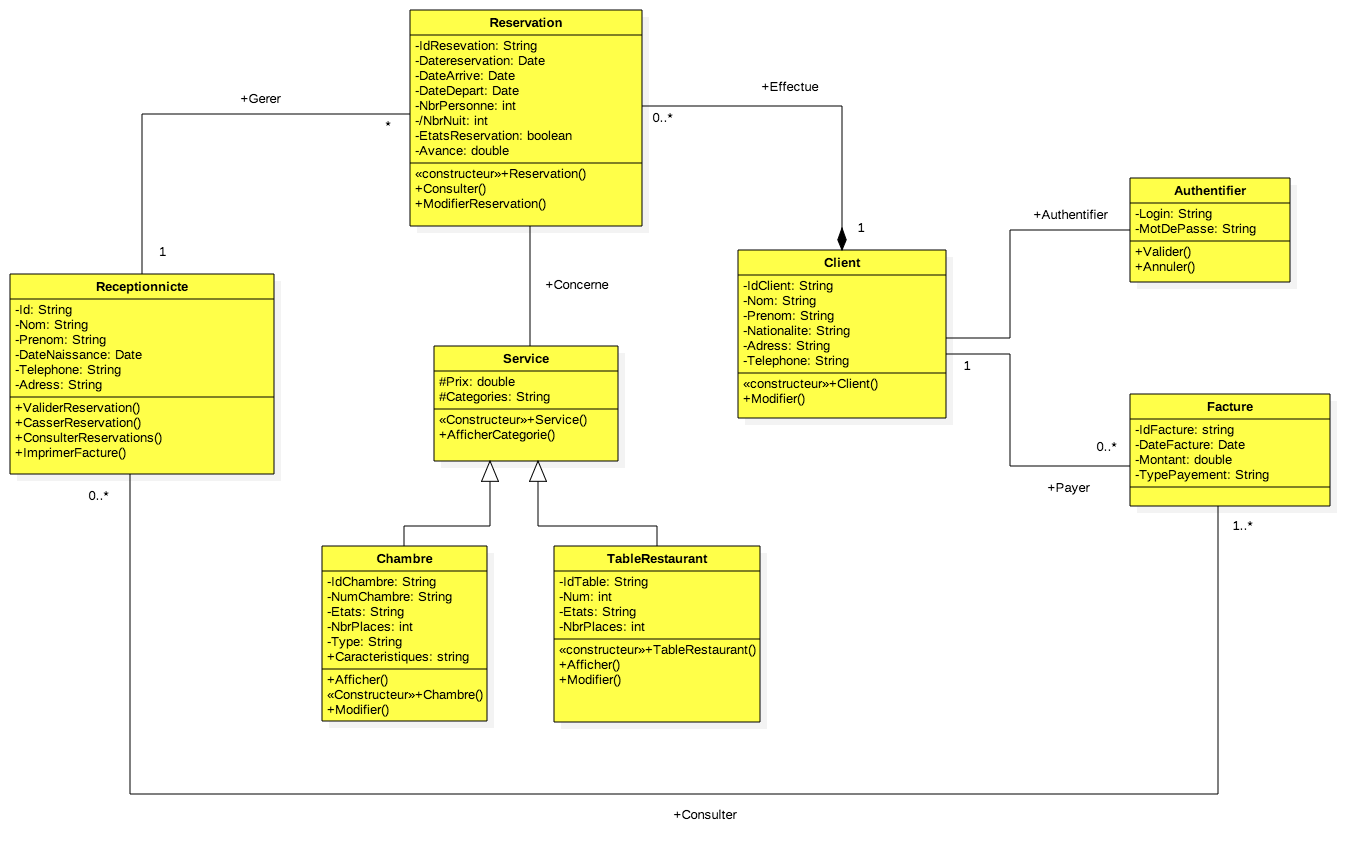 Reservation
-IdResevation: String
-Datereservation: Date
-DateArrive: Date
-DateDepart: Date
-NbrPersonne: int
-/NbrNuit: int
-EtatsReservation: boolean
-Avance: double
«constructeur»+Reservation()
+Consulter()
+ModifierReservation()
+Gerer
*
1
+Effectue
0..*
1
Receptionnicte
-Id: String
-Nom: String
-Prenom: String
-DateNaissance: Date
-Telephone: String
-Adress: String
+ValiderReservation()
+CasserReservation()
+ConsulterReservations()
+ImprimerFacture()
0..*
+Concerne
Service
#Prix: double
#Categories: String
«Constructeur»+Service()
+AfficherCategorie()
Client
-IdClient: String
-Nom: String
-Prenom: String
-Nationalite: String
-Adress: String
-Telephone: String
«constructeur»+Client()
+Modifier()
+Authentifier
Authentifier
-Login: String
-MotDePasse: String
+Valider()
+Annuler()
1
0..*
+Payer
Facture
-IdFacture: string
-DateFacture: Date
-Montant: double
-TypePayement: String
1..*
Chambre
-IdChambre: String
-NumChambre: String
-Etats: String
-NbrPlaces: int
-Type: String
+Caracteristiques: string
+Afficher()
«Constructeur»+Chambre()
+Modifier()
TableRestaurant
-IdTable: String
-Num: int
-Etats: String
-NbrPlaces: int
«constructeur»+TableRestaurant()
+Afficher()
+Modifier()
+Consulter